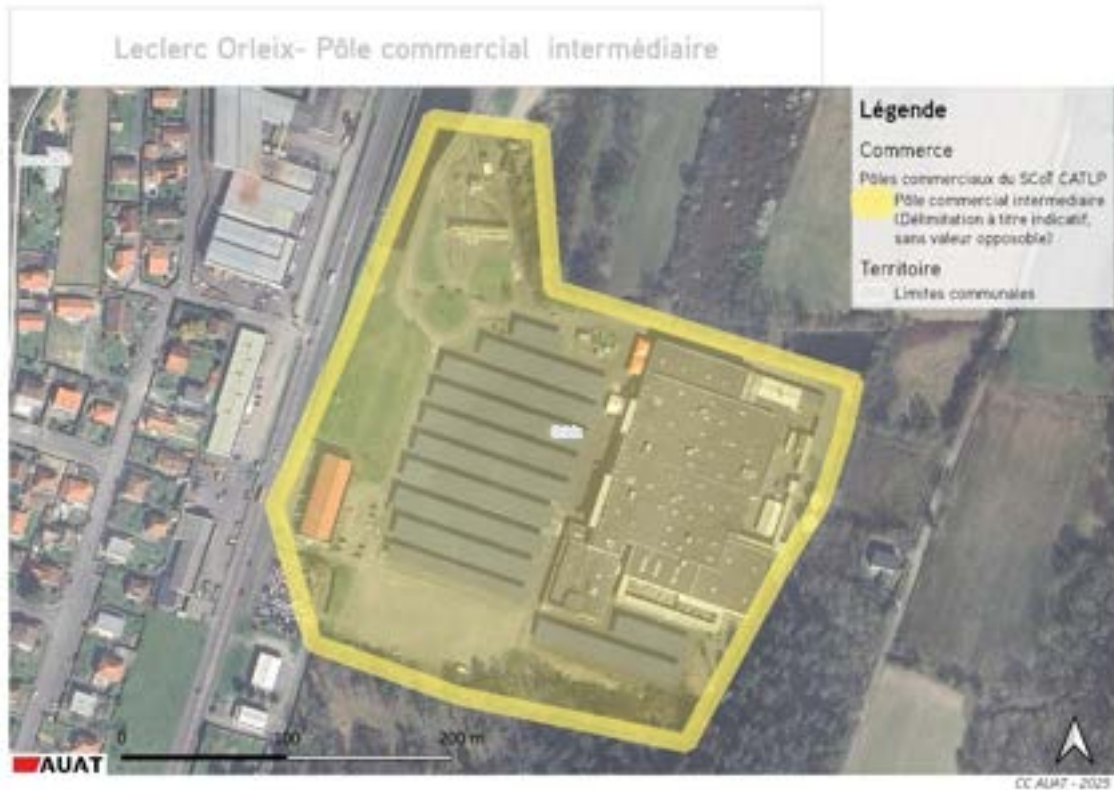 Leclerc Orleix- Pôle commercial intermédiaire
Légende
Commerce
Pôles commerciaux du SCoT CATLP
Pôle commercial intermediaire
(Délimitation à titre indicatif,
sans valeur opposable)
Territoire
Limites communales
0 100 200 m
AUAT
CC AUAT - 2025